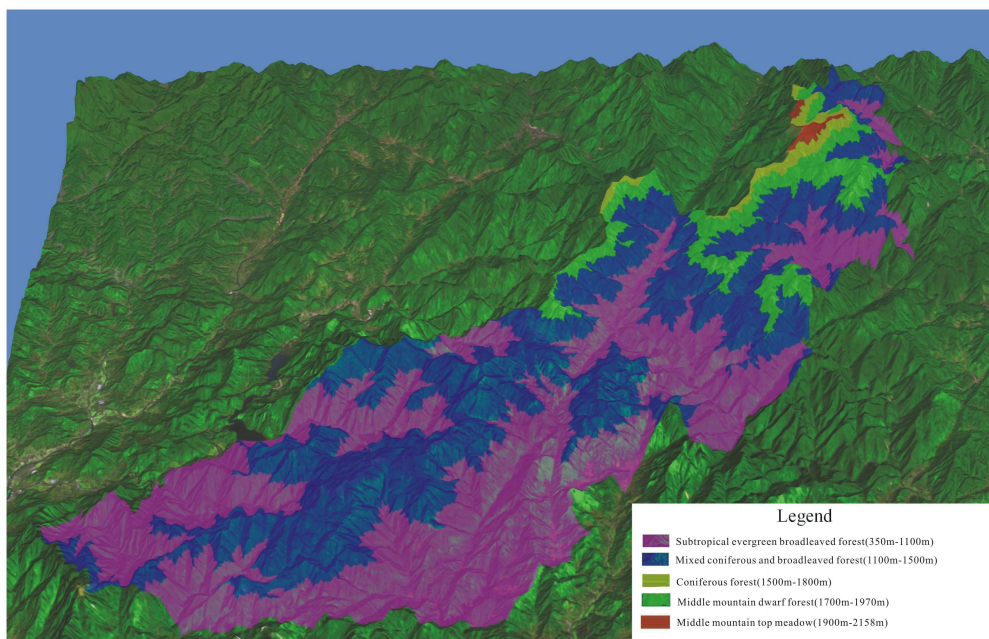 Legend
Subtropical evergreen broadleaved forest(350m-1100m)
Mixed coniferous and broadleaved forest(1100m-1500m)
Coniferous forest(1500m-1800m)
Middle mountain dwarf forest(1700m-1970m)
Middle mountain top meadow(1900m-2158m)